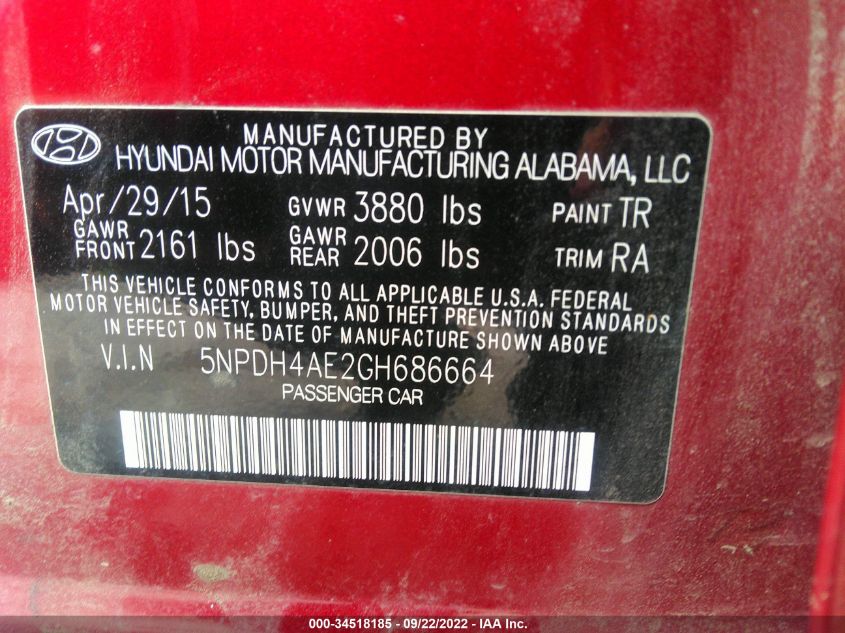 MANUFACTURED BY
HYUNDAI MOTOR MANUFACTURING ALABAMA, LLC
Apr/29/15 GVWR 3880 lbs PAINT TR
GAWR FRONT 2161 lbs GAWR REAR 2006 lbs TRIM RA
THIS VEHICLE CONFORMS TO ALL APPLICABLE U.S.A. FEDERAL
MOTOR VEHICLE SAFETY, BUMPER, AND THEFT PREVENTION STANDARDS
IN EFFECT ON THE DATE OF MANUFACTURE SHOWN ABOVE
V.I.N 5NPDH4AE2GH686664
PASSENGER CAR
000-34518185 - 09/22/2022 - IAA Inc.